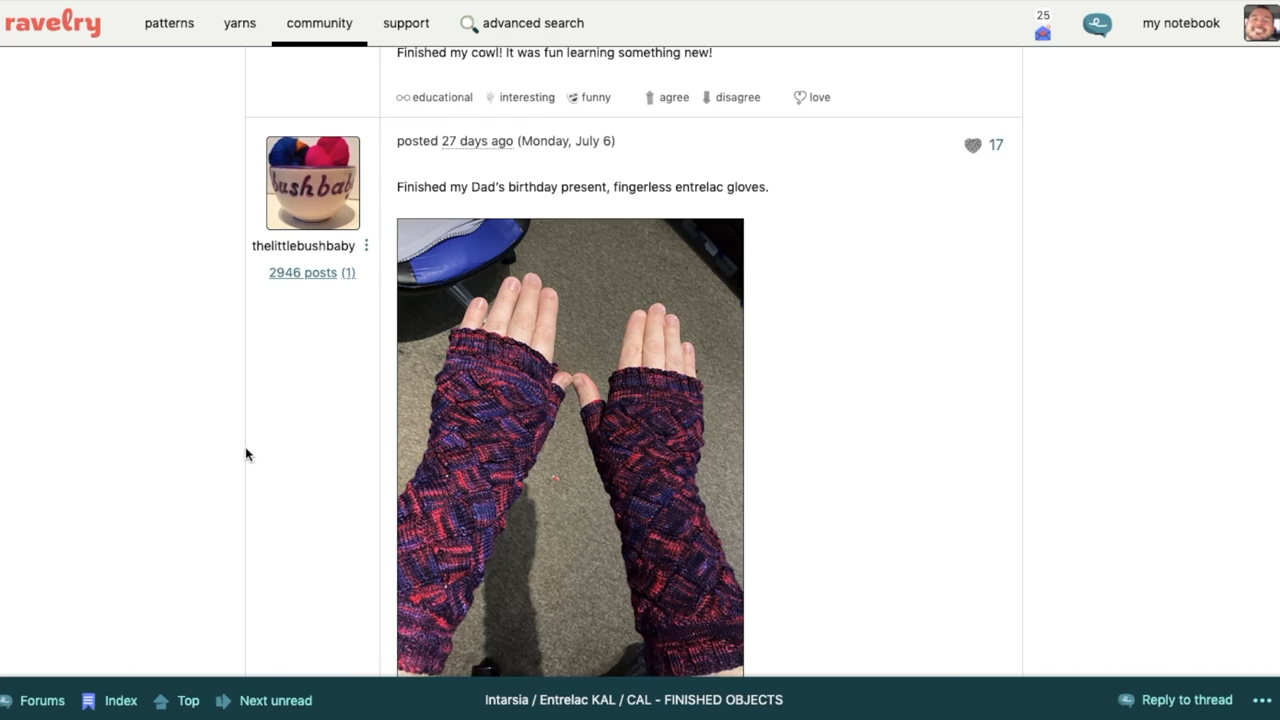 ravelry patterns yarns community support advanced search 25 my notebook
Finished my cowl! It was fun learning something new!
educational interesting funny agree disagree love
posted 27 days ago (Monday, July 6) 17
bushbab
Finished my Dad's birthday present, fingerless entrelac gloves.
thelittlebushbaby
2946 posts (1)
Forums Index Top Next unread Intarsia / Entrelac KAL / CAL - FINISHED OBJECTS Reply to thread